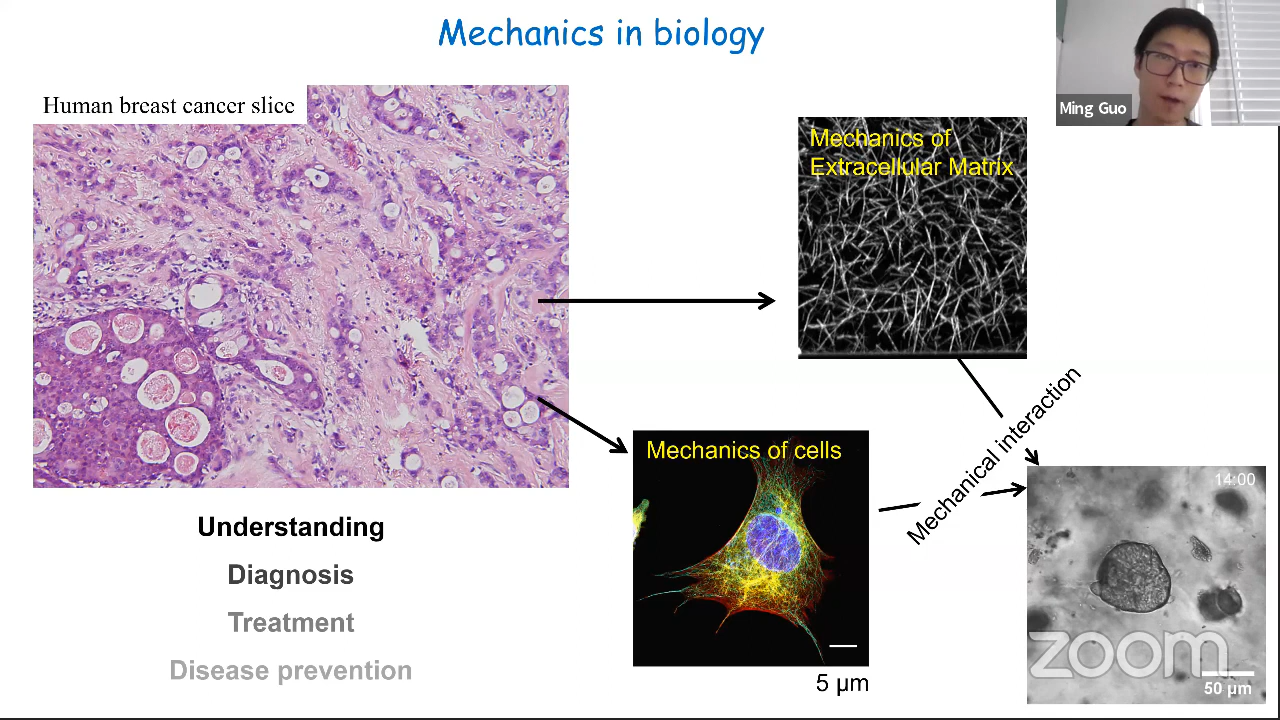 Mechanics in biology
Ming Guo
Human breast cancer slice
Mechanics of
Extracellular Matrix
Mechanical interaction
Mechanics of cells
14:00
Understanding
Diagnosis
Treatment
Disease prevention
5 µm
zoom
50 µm